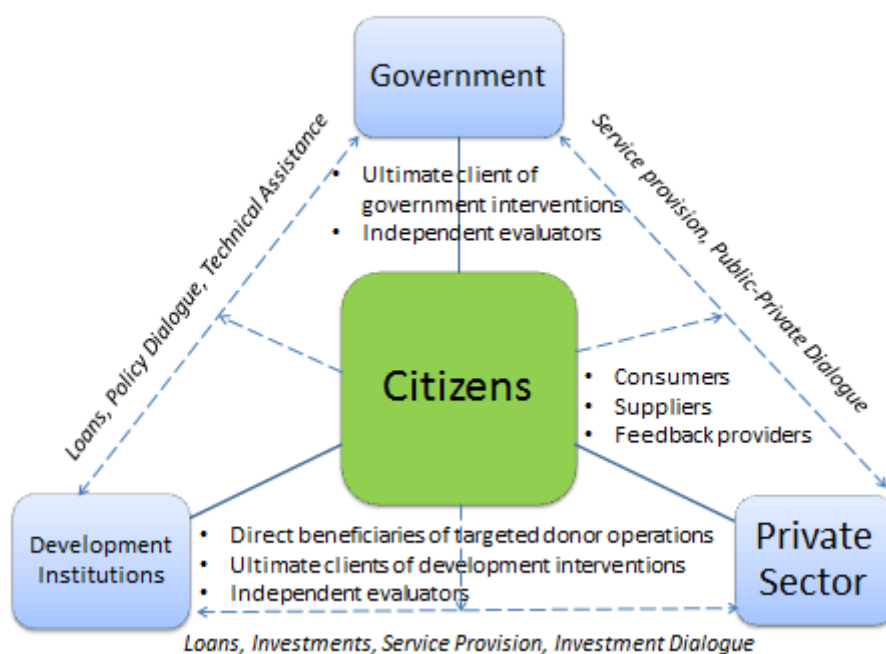 Government
Loans, Policy Dialogue, Technical Assistance
Service provision, Public-Private Dialogue
• Ultimate client of
government interventions
• Independent evaluators
Citizens
• Consumers
• Suppliers
• Feedback providers
Development
Institutions
• Direct beneficiaries of targeted donor operations
• Ultimate clients of development interventions
• Independent evaluators
Private
Sector
Loans, Investments, Service Provision, Investment Dialogue